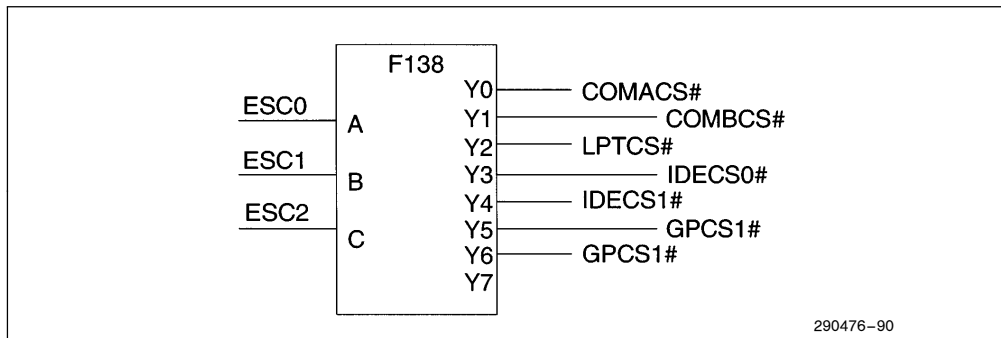 F138
ESC0
A
ESC1
B
ESC2
C
Y0 COMACS#
Y1 COMBCS#
Y2 LPTCS#
Y3 IDECS0#
Y4 IDECS1#
Y5 GPCS1#
Y6 GPCS1#
Y7
290476–90